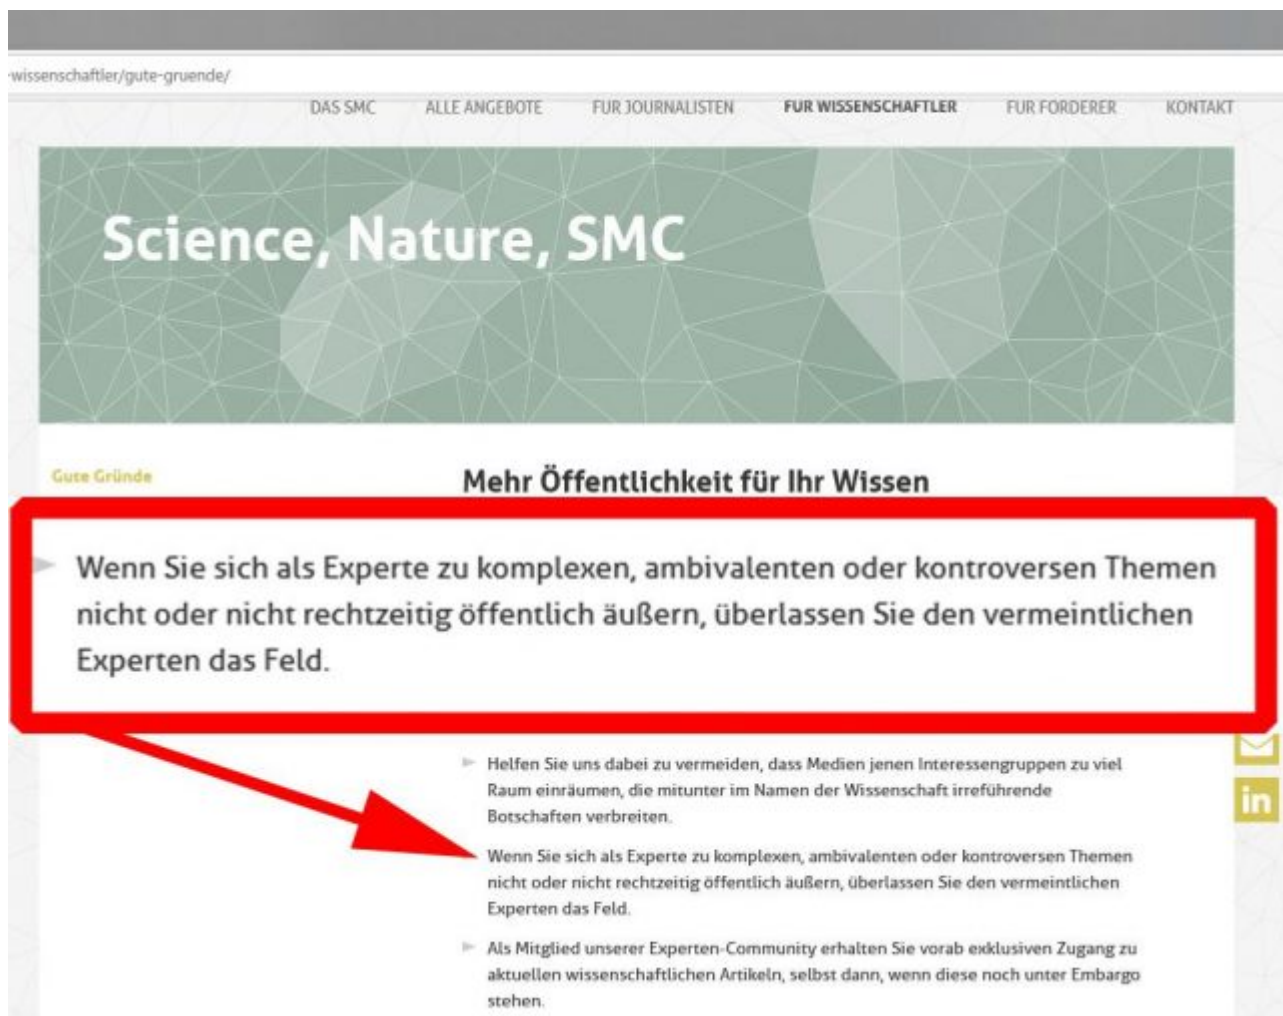 -wissenschaftler/gute-gruende/
DAS SMC ALLE ANGEBOTE FÜR JOURNALISTEN FÜR WISSENSCHAFTLER FÜR FÖRDERER KONTAKT
Science, Nature, SMC
Gute Gründe
Mehr Öffentlichkeit für Ihr Wissen
Wenn Sie sich als Experte zu komplexen, ambivalenten oder kontroversen Themen
nicht oder nicht rechtzeitig öffentlich äußern, überlassen Sie den vermeintlichen
Experten das Feld.
Helfen Sie uns dabei zu vermeiden, dass Medien jenen Interessengruppen zu viel
Raum einräumen, die mitunter im Namen der Wissenschaft irreführende
Botschaften verbreiten.
in
Wenn Sie sich als Experte zu komplexen, ambivalenten oder kontroversen Themen
nicht oder nicht rechtzeitig öffentlich äußern, überlassen Sie den vermeintlichen
Experten das Feld.
Als Mitglied unserer Experten-Community erhalten Sie vorab exklusiven Zugang zu
aktuellen wissenschaftlichen Artikeln, selbst dann, wenn diese noch unter Embargo
stehen.